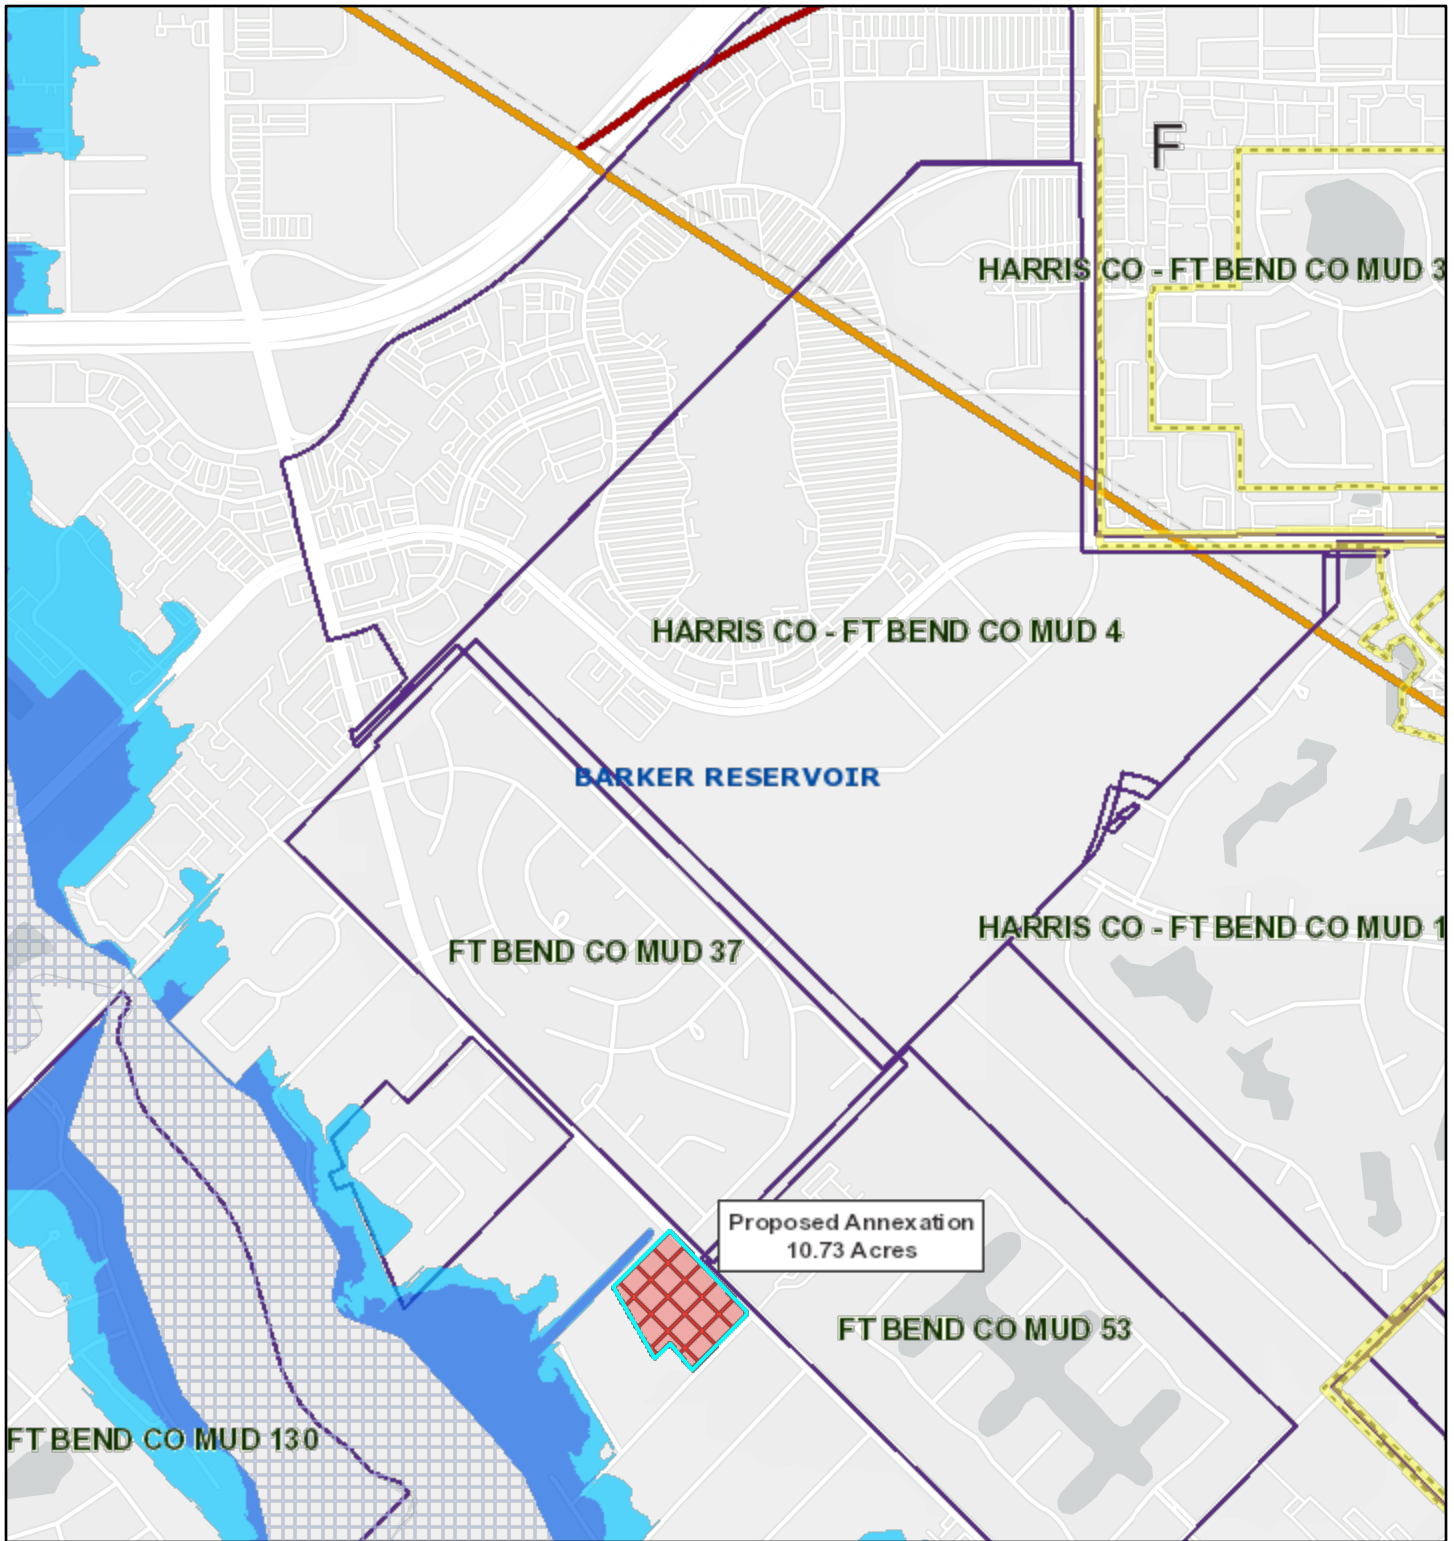 F
HARRIS CO - FT BEND CO MUD 3
HARRIS CO - FT BEND CO MUD 4
BARKER RESERVOIR
HARRIS CO - FT BEND CO MUD 1
FT BEND CO MUD 37
Proposed Annexation
10.73 Acres
FT BEND CO MUD 53
FT BEND CO MUD 130